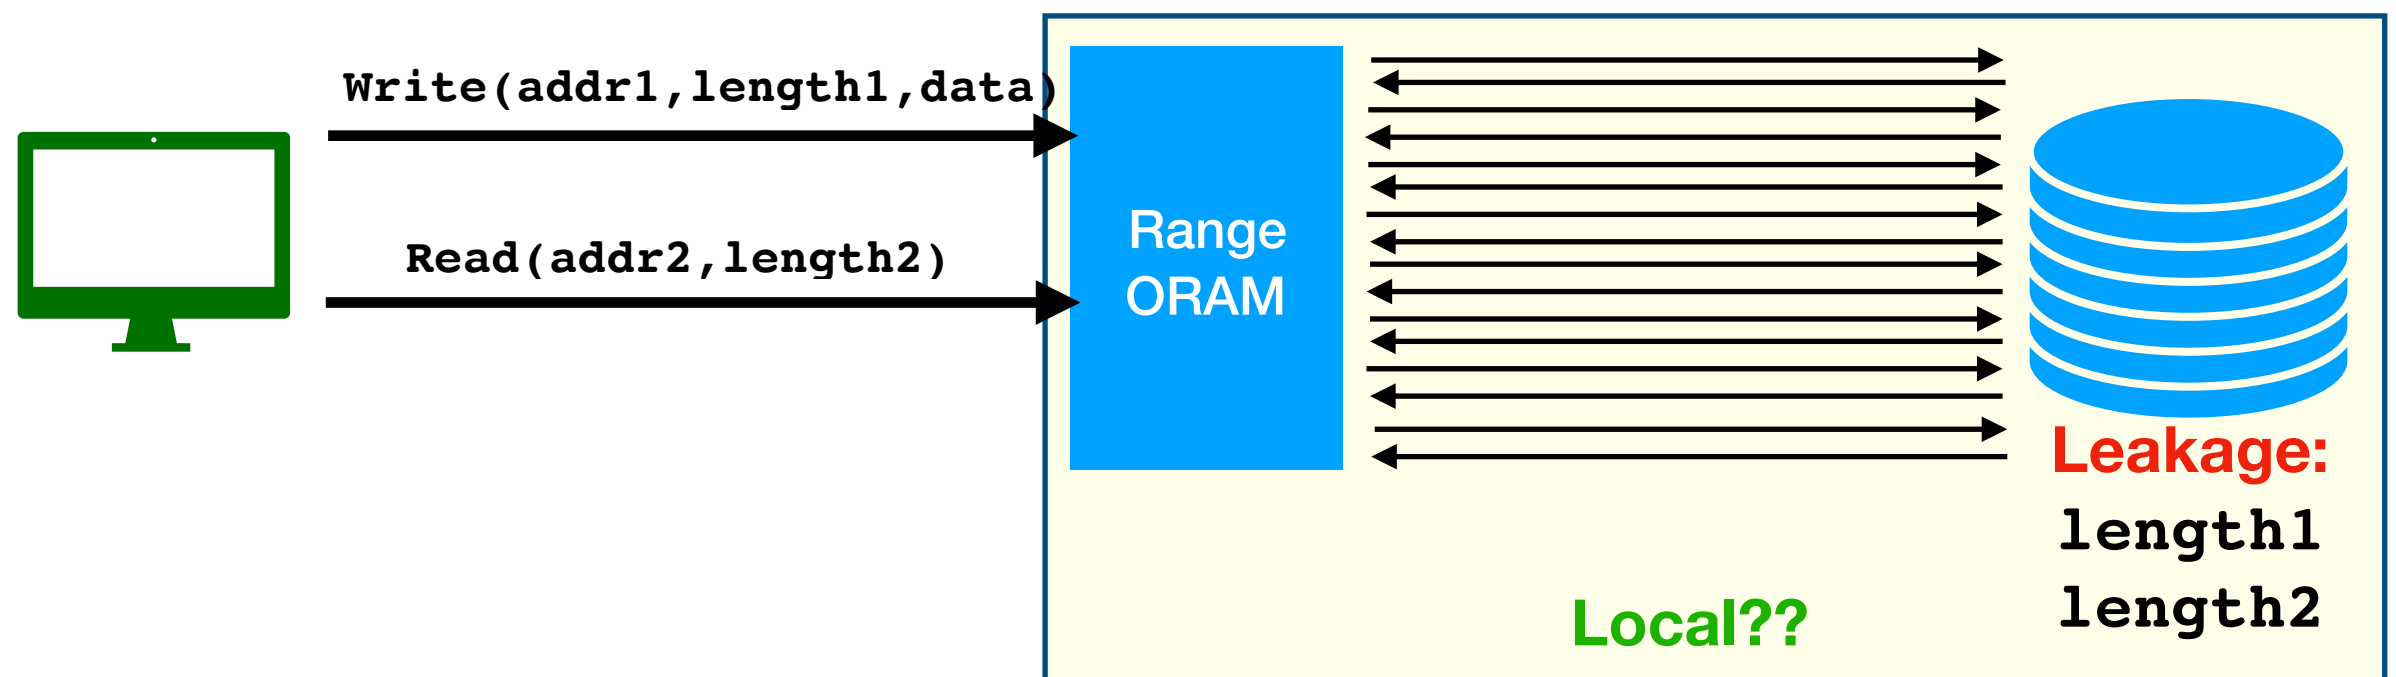 Write(addr1,length1,data)
Read(addr2,length2)
Range
ORAM
Leakage:
length1
length2
Local??